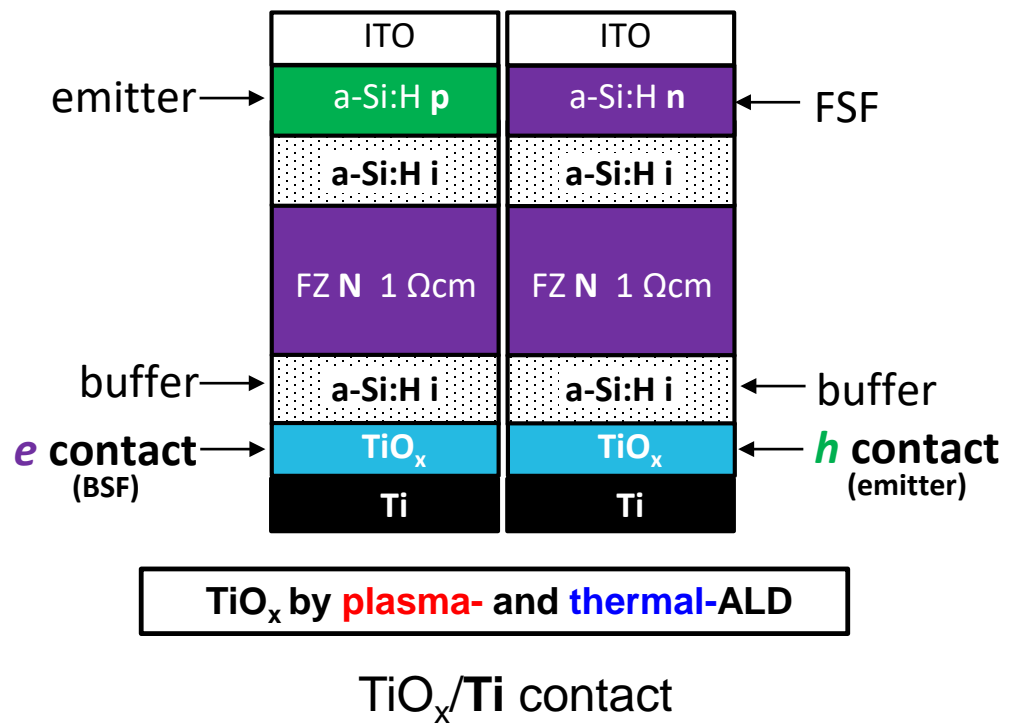 ITO ITO
emitter a-Si:H p a-Si:H n FSF
a-Si:H i a-Si:H i
FZ N 1 Ωcm FZ N 1 Ωcm
buffer a-Si:H i a-Si:H i buffer
e contact TiOₓ TiOₓ h contact
(BSF) (emitter)
Ti Ti
TiOₓ by plasma- and thermal-ALD
TiOₓ/Ti contact